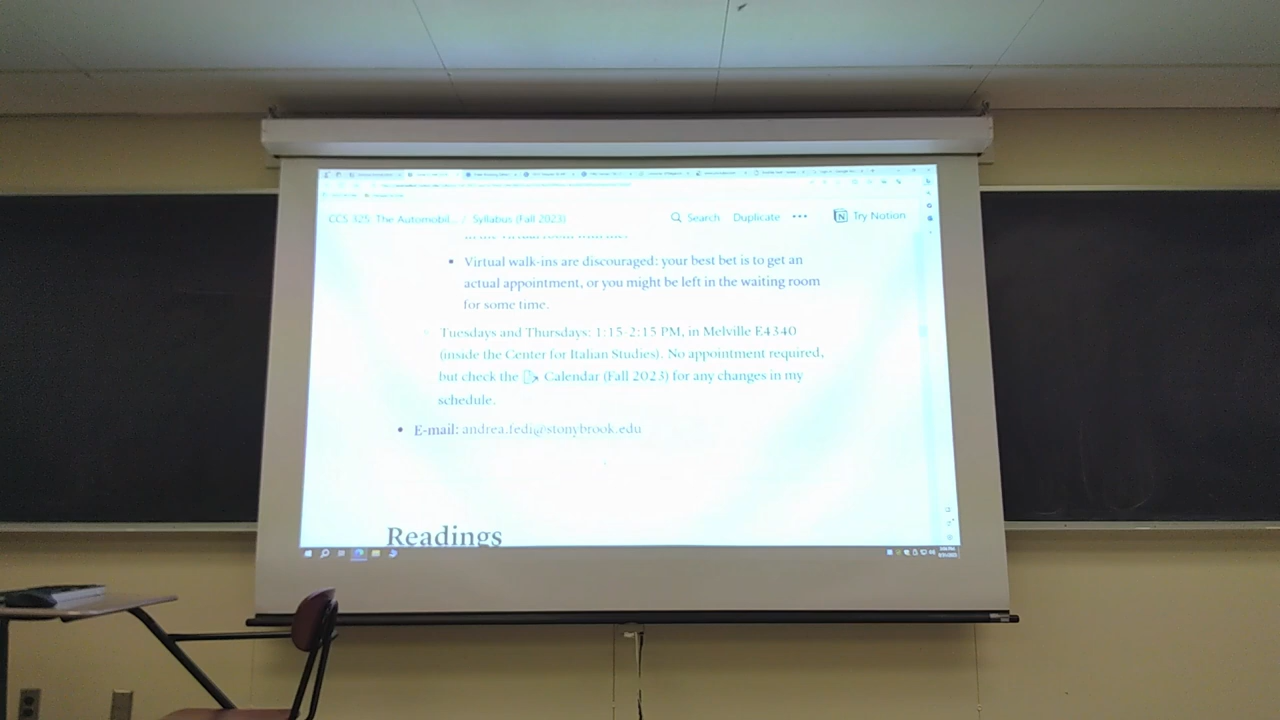 CCS 325. The Automobil... / Syllabus (Fall 2023)
Search Duplicate ••• Try Notion
▪ Virtual walk-ins are discouraged: your best bet is to get an
actual appointment, or you might be left in the waiting room
for some time.
Tuesdays and Thursdays: 1:15-2:15 PM, in Melville E4340
(inside the Center for Italian Studies). No appointment required,
but check the Calendar (Fall 2023) for any changes in my
schedule.
• E-mail: andrea.fedi@stonybrook.edu
Readings